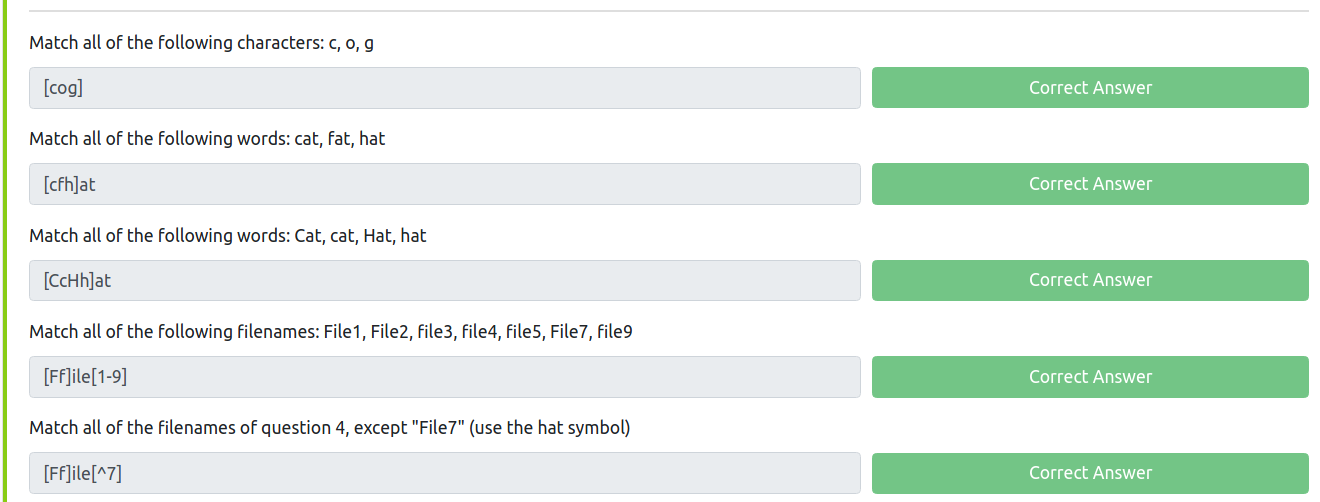 Match all of the following characters: c, o, g
[cog]
Correct Answer
Match all of the following words: cat, fat, hat
[cfh]at
Correct Answer
Match all of the following words: Cat, cat, Hat, hat
[CcHh]at
Correct Answer
Match all of the following filenames: File1, File2, file3, file4, file5, File7, file9
[Ff]ile[1-9]
Correct Answer
Match all of the filenames of question 4, except "File7" (use the hat symbol)
[Ff]ile[^7]
Correct Answer